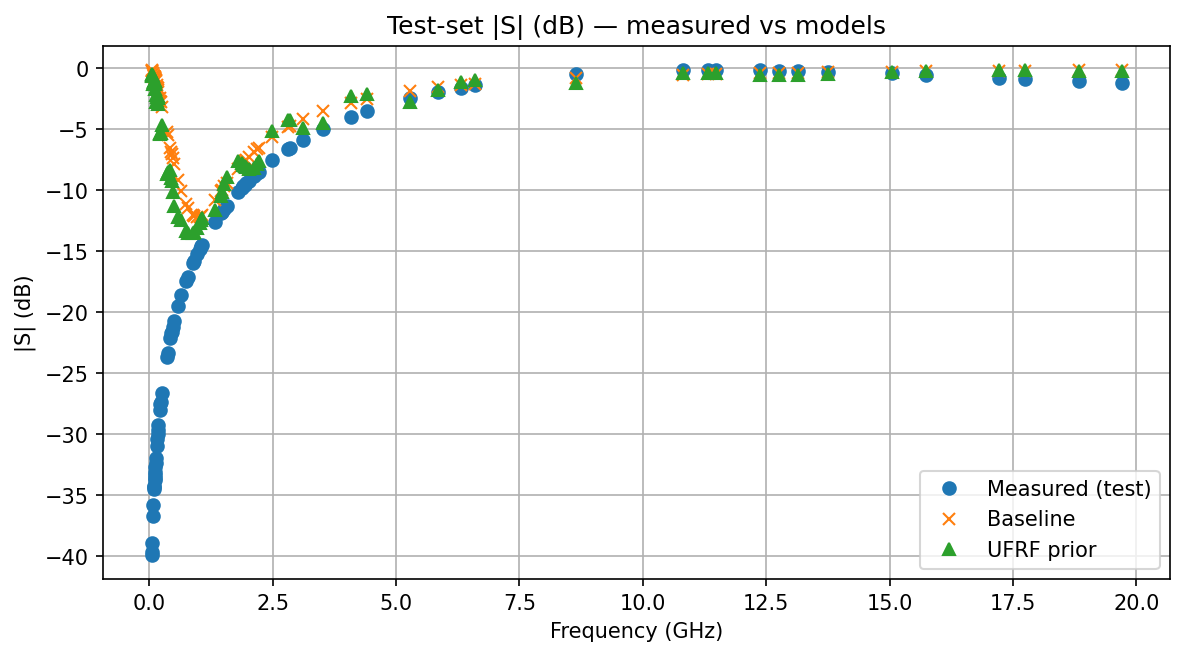 Test-set |S| (dB) — measured vs models
|S| (dB)
0
−5
−10
−15
−20
−25
−30
−35
−40
Measured (test)
Baseline
UFRF prior
0.0 2.5 5.0 7.5 10.0 12.5 15.0 17.5 20.0
Frequency (GHz)